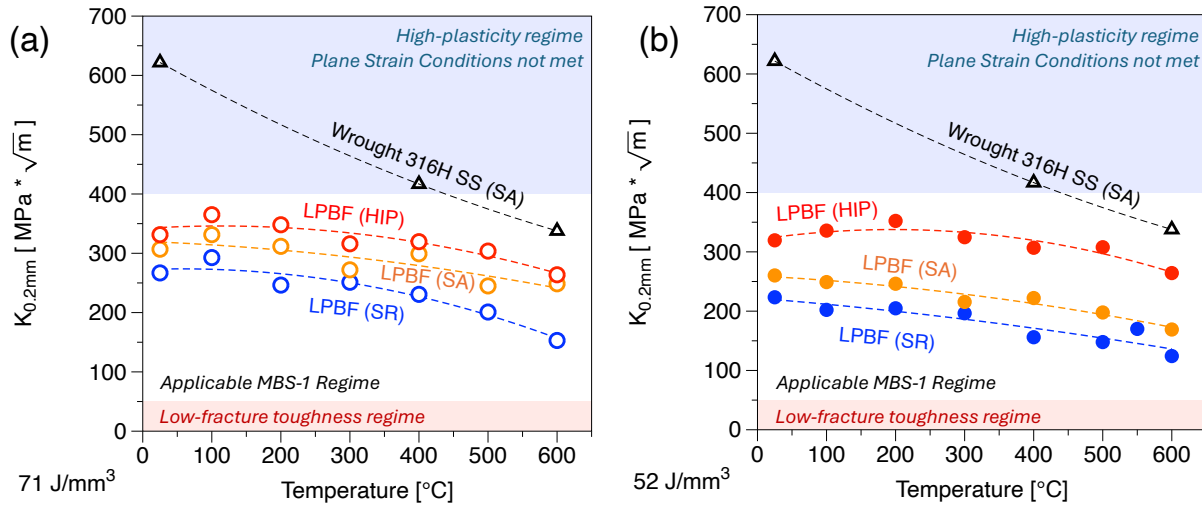 (a)
High-plasticity regime
Plane Strain Conditions not met
Wrought 316H SS (SA)
LPBF (HIP)
LPBF (SA)
LPBF (SR)
Applicable MBS-1 Regime
Low-fracture toughness regime
K0.2mm [ MPa * √m ]
700
600
500
400
300
200
100
0
0 100 200 300 400 500 600
Temperature [°C]
71 J/mm³
(b)
High-plasticity regime
Plane Strain Conditions not met
Wrought 316H SS (SA)
LPBF (HIP)
LPBF (SA)
LPBF (SR)
Applicable MBS-1 Regime
Low-fracture toughness regime
K0.2mm [ MPa * √m ]
700
600
500
400
300
200
100
0
0 100 200 300 400 500 600
Temperature [°C]
52 J/mm³